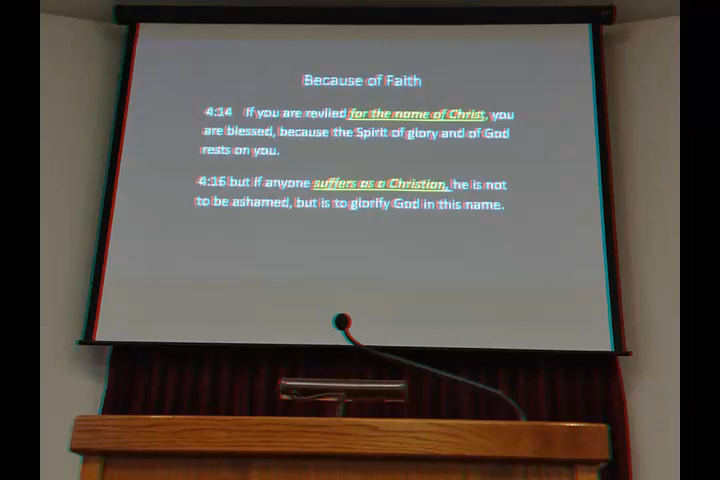 Because of Faith
4:14 If you are reviled for the name of Christ, you
are blessed, because the Spirit of glory and of God
rests on you.
4:16 but if anyone suffers as a Christian, he is not
to be ashamed, but is to glorify God in this name.